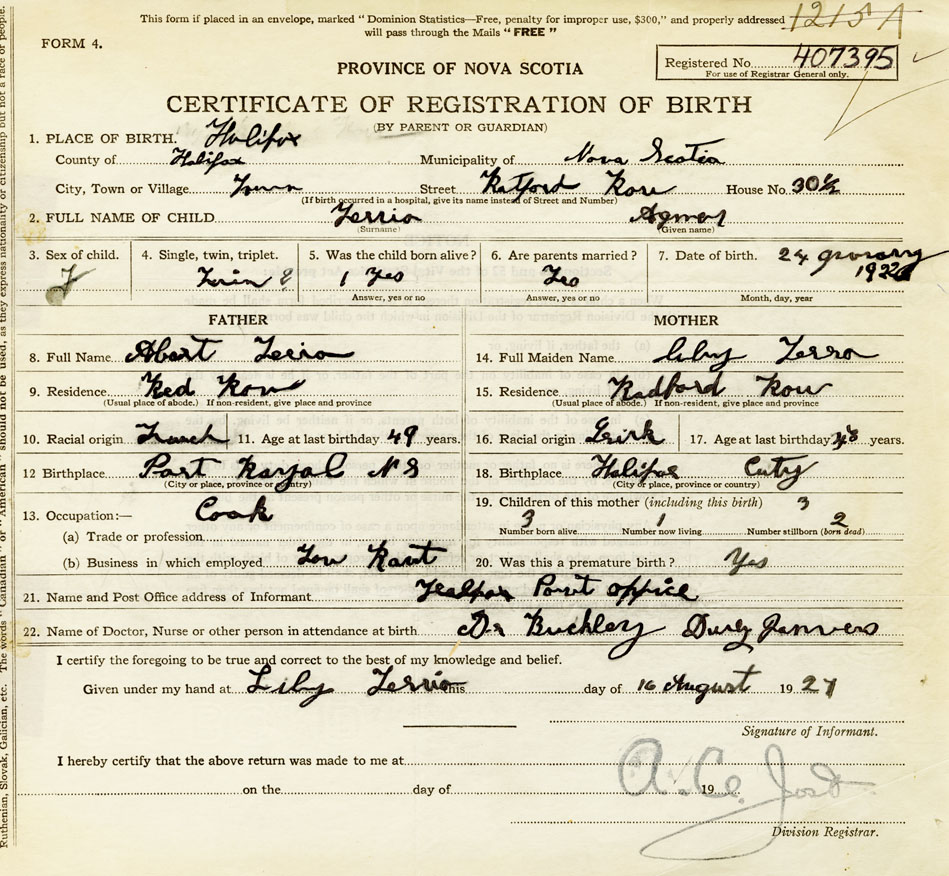 This form if placed in an envelope, marked "Dominion Statistics—Free, penalty for improper use, $300," and properly addressed 1215 A
will pass through the Mails "FREE"
FORM 4.
Registered No. 407395
For use of Registrar General only.
PROVINCE OF NOVA SCOTIA
CERTIFICATE OF REGISTRATION OF BIRTH
(BY PARENT OR GUARDIAN)
1. PLACE OF BIRTH. Halifax
County of Halifax Municipality of Nova Scotia
City, Town or Village Town Street Ratford Row House No. 30½
(If birth occurred in a hospital, give its name instead of Street and Number)
2. FULL NAME OF CHILD Terrio
(Surname) (Given name)
3. Sex of child. 4. Single, twin, triplet. 5. Was the child born alive? 6. Are parents married? 7. Date of birth. 24
F Twin 2 1 Yes Yes
Answer, yes or no Answer, yes or no Month, day, year
FATHER MOTHER
8. Full Name Abart Terrio 14. Full Maiden Name Terro
9. Residence Red Row 15. Residence Radford Row
(Usual place of abode.) If non-resident, give place and province (Usual place of abode.) If non-resident, give place and province
10. Racial origin French 11. Age at last birthday 49 years. 16. Racial origin Grirk 17. Age at last birthday years.
12 Birthplace Port Rayal N S 18. Birthplace Halifax City
(City or place, province or country) (City or place, province or country)
13. Occupation:— Cook 19. Children of this mother (including this birth) 3
3 1 2
(a) Trade or profession Number born alive. Number now living. Number stillborn (born dead)
(b) Business in which employed 20. Was this a premature birth? Yes
21. Name and Post Office address of Informant Post office
22. Name of Doctor, Nurse or other person in attendance at birth Dr Buckley
I certify the foregoing to be true and correct to the best of my knowledge and belief.
Given under my hand at Lily Terrio this day of 16 August 1927
Signature of Informant.
I hereby certify that the above return was made to me at
on the day of 19
A. C. Jost
Division Registrar.
Ruthenian, Slovak, Galician, etc. The words "Canadian" or "American" should not be used, as they express nationality or citizenship but not a race or people.